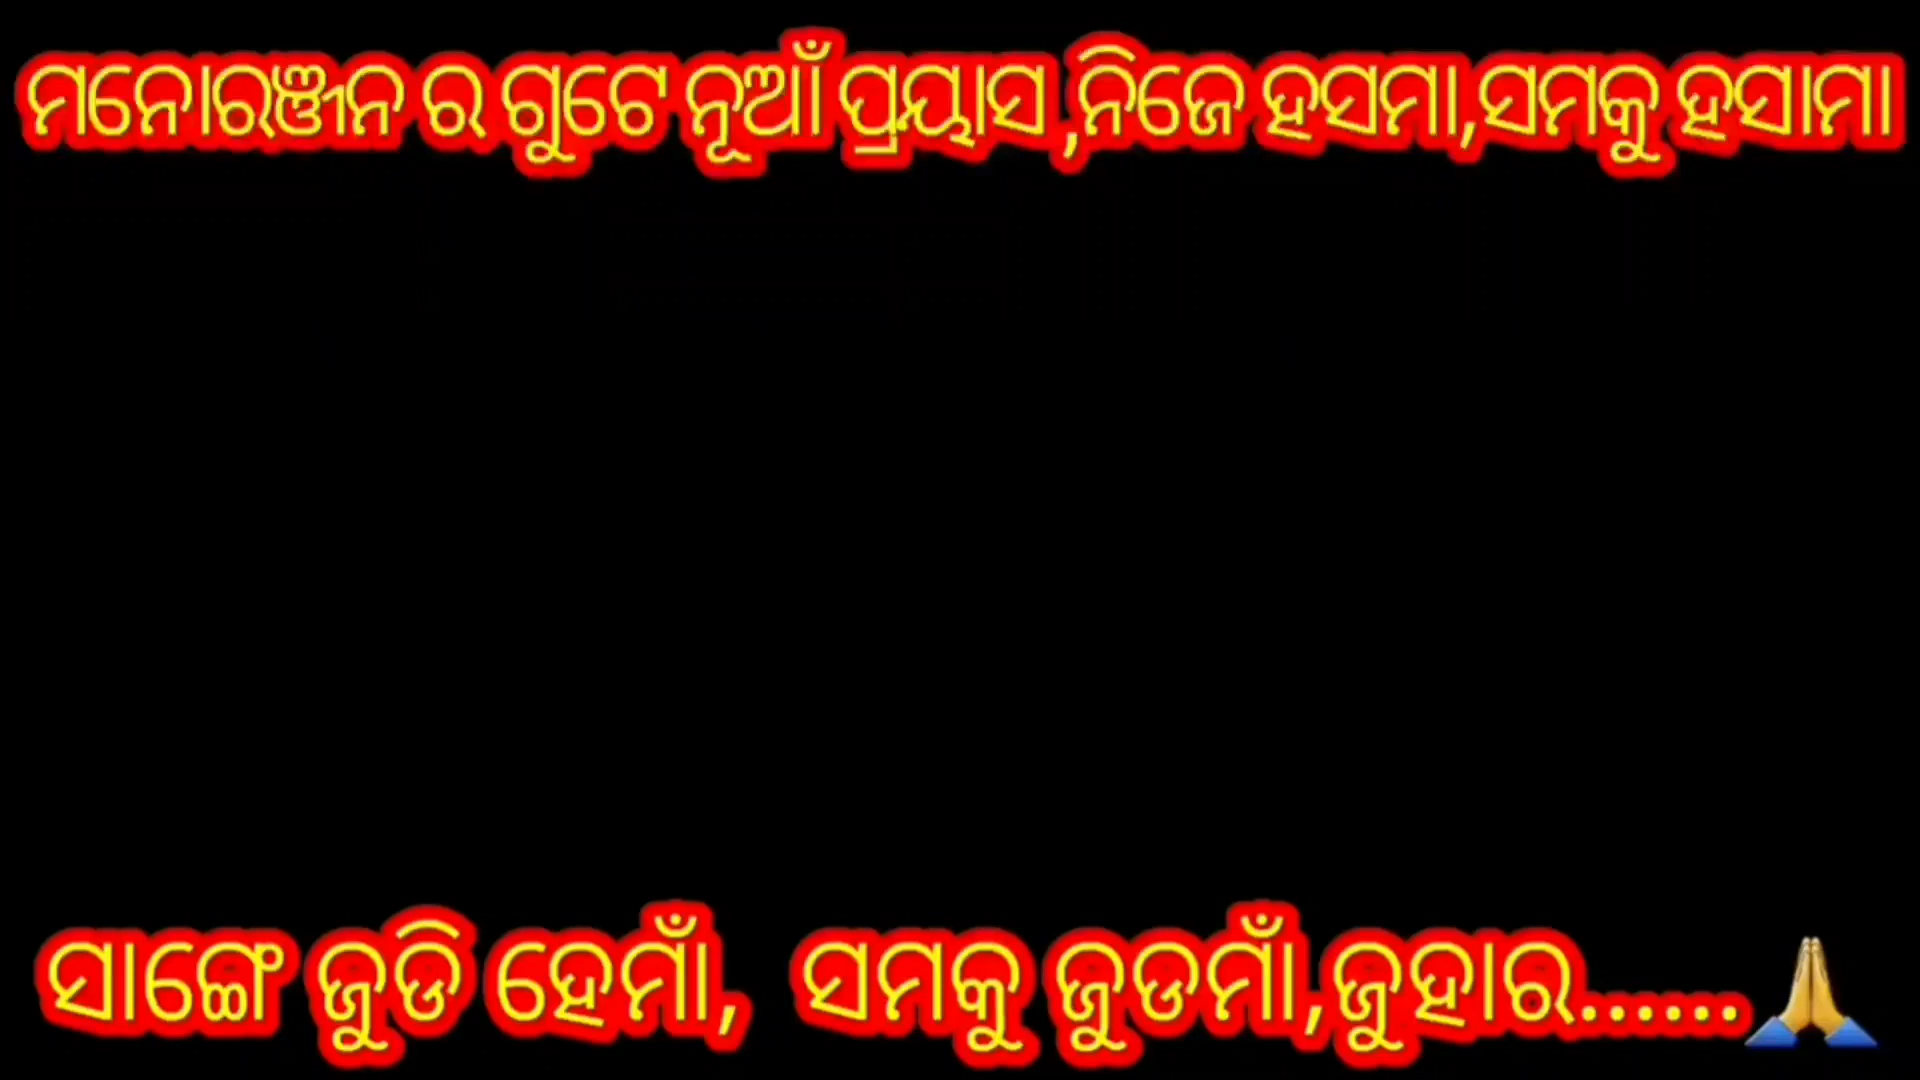 ମନୋରଞ୍ଜନ ର ଗୁଟେ ନୂଆଁ ପ୍ରୟାସ ,ନିଜେ ହସମା,ସମକୁ ହସାମା
ସାଙ୍ଗେ ଜୁଡି ହେମାଁ, ସମକୁ ଜୁଡମାଁ,ଜୁହାର......🙏